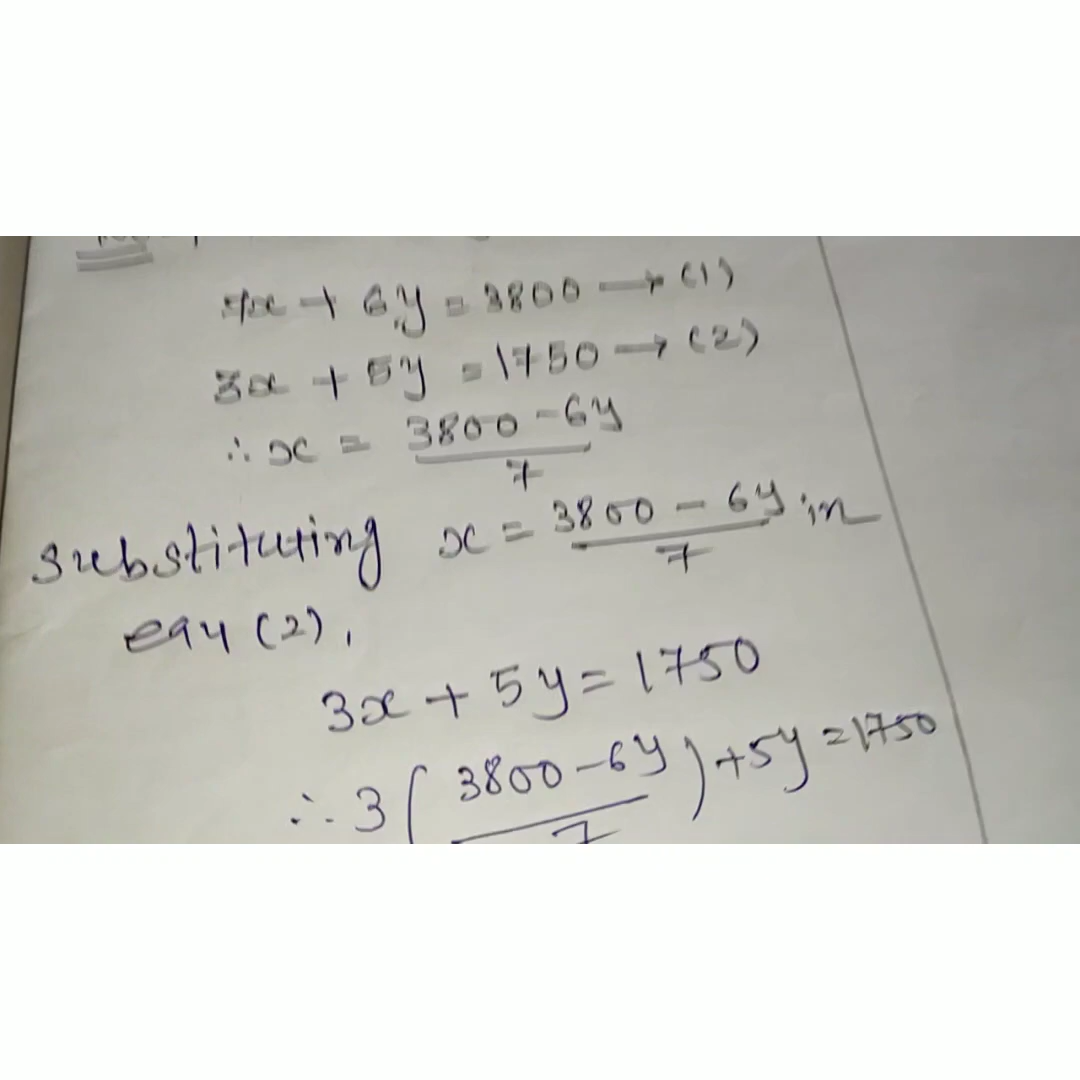 7x + 6y = 3800 → (1)
3x + 5y = 1750 → (2)
∴ x = 3800 - 6y / 7
substituting x = 3800 - 6y / 7 in
eqn (2),
3x + 5y = 1750
∴ 3 ( 3800 - 6y / 7 ) + 5y = 1750